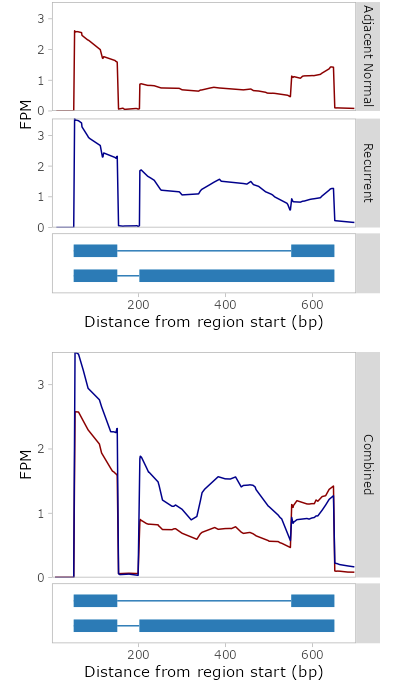 FPM
3
2
1
0
Adjacent Normal
3
2
1
0
Recurrent
200
400
600
Distance from region start (bp)
FPM
3
2
1
0
Combined
200
400
600
Distance from region start (bp)